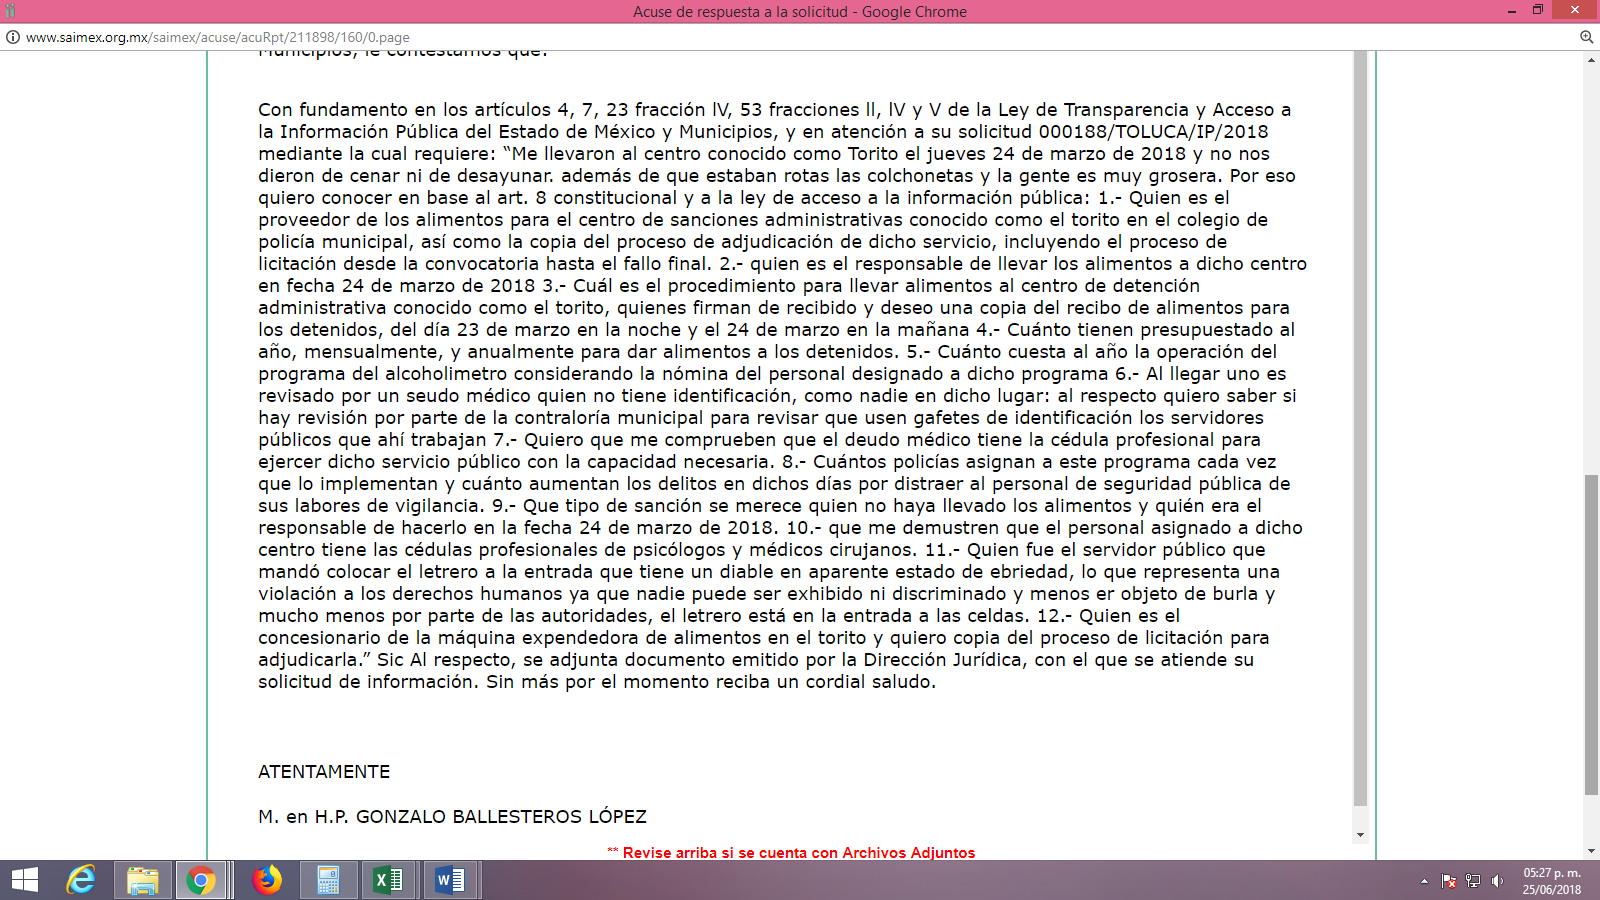 Acuse de respuesta a la solicitud - Google Chrome
www.saimex.org.mx/saimex/acuse/acuRpt/211898/160/0.page
Municipios, le contestamos que:
Con fundamento en los artículos 4, 7, 23 fracción lV, 53 fracciones ll, lV y V de la Ley de Transparencia y Acceso a
la Información Pública del Estado de México y Municipios, y en atención a su solicitud 000188/TOLUCA/IP/2018
mediante la cual requiere: “Me llevaron al centro conocido como Torito el jueves 24 de marzo de 2018 y no nos
dieron de cenar ni de desayunar. además de que estaban rotas las colchonetas y la gente es muy grosera. Por eso
quiero conocer en base al art. 8 constitucional y a la ley de acceso a la información pública: 1.- Quien es el
proveedor de los alimentos para el centro de sanciones administrativas conocido como el torito en el colegio de
policía municipal, así como la copia del proceso de adjudicación de dicho servicio, incluyendo el proceso de
licitación desde la convocatoria hasta el fallo final. 2.- quien es el responsable de llevar los alimentos a dicho centro
en fecha 24 de marzo de 2018 3.- Cuál es el procedimiento para llevar alimentos al centro de detención
administrativa conocido como el torito, quienes firman de recibido y deseo una copia del recibo de alimentos para
los detenidos, del día 23 de marzo en la noche y el 24 de marzo en la mañana 4.- Cuánto tienen presupuestado al
año, mensualmente, y anualmente para dar alimentos a los detenidos. 5.- Cuánto cuesta al año la operación del
programa del alcoholimetro considerando la nómina del personal designado a dicho programa 6.- Al llegar uno es
revisado por un seudo médico quien no tiene identificación, como nadie en dicho lugar: al respecto quiero saber si
hay revisión por parte de la contraloría municipal para revisar que usen gafetes de identificación los servidores
públicos que ahí trabajan 7.- Quiero que me comprueben que el deudo médico tiene la cédula profesional para
ejercer dicho servicio público con la capacidad necesaria. 8.- Cuántos policías asignan a este programa cada vez
que lo implementan y cuánto aumentan los delitos en dichos días por distraer al personal de seguridad pública de
sus labores de vigilancia. 9.- Que tipo de sanción se merece quien no haya llevado los alimentos y quién era el
responsable de hacerlo en la fecha 24 de marzo de 2018. 10.- que me demustren que el personal asignado a dicho
centro tiene las cédulas profesionales de psicólogos y médicos cirujanos. 11.- Quien fue el servidor público que
mandó colocar el letrero a la entrada que tiene un diable en aparente estado de ebriedad, lo que representa una
violación a los derechos humanos ya que nadie puede ser exhibido ni discriminado y menos er objeto de burla y
mucho menos por parte de las autoridades, el letrero está en la entrada a las celdas. 12.- Quien es el
concesionario de la máquina expendedora de alimentos en el torito y quiero copia del proceso de licitación para
adjudicarla.” Sic Al respecto, se adjunta documento emitido por la Dirección Jurídica, con el que se atiende su
solicitud de información. Sin más por el momento reciba un cordial saludo.
ATENTAMENTE
M. en H.P. GONZALO BALLESTEROS LÓPEZ
** Revise arriba si se cuenta con Archivos Adjuntos
05:27 p. m.
25/06/2018